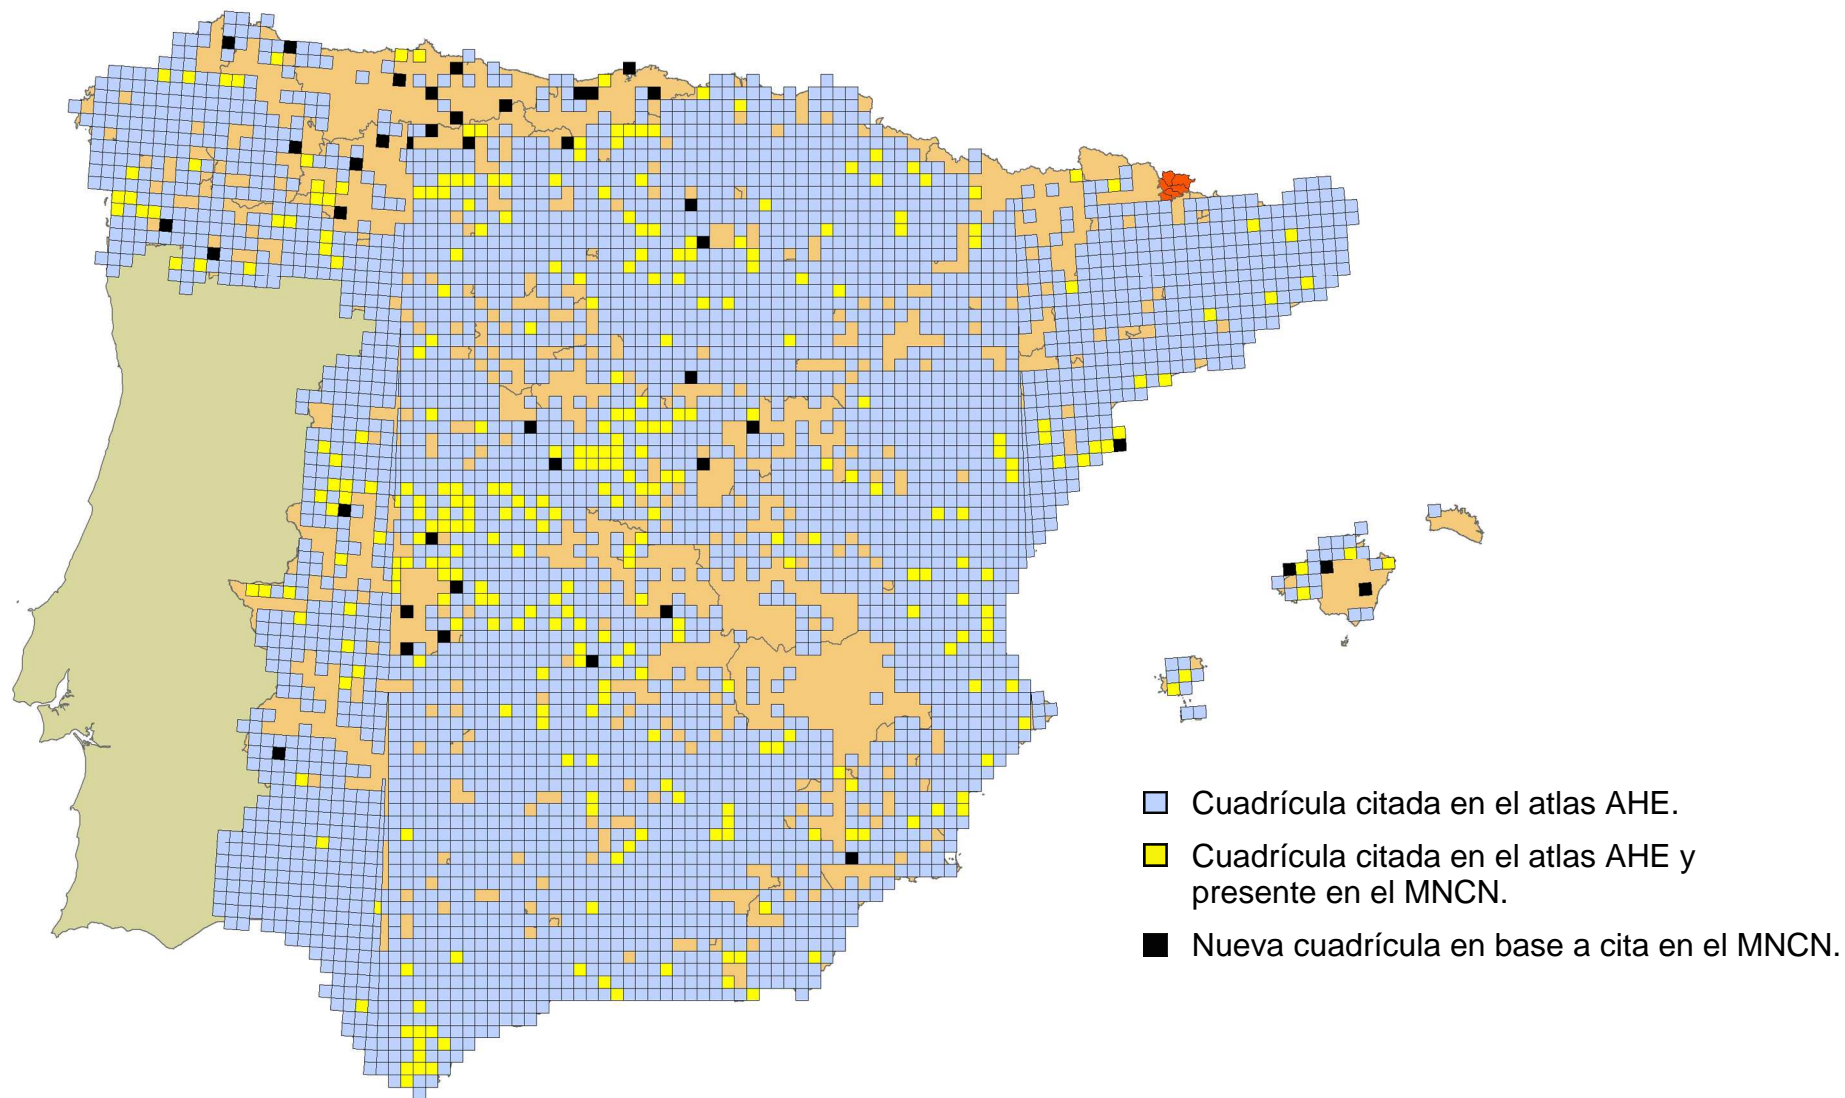 Cuadrícula citada en el atlas AHE.
Cuadrícula citada en el atlas AHE y
presente en el MNCN.
Nueva cuadrícula en base a cita en el MNCN.